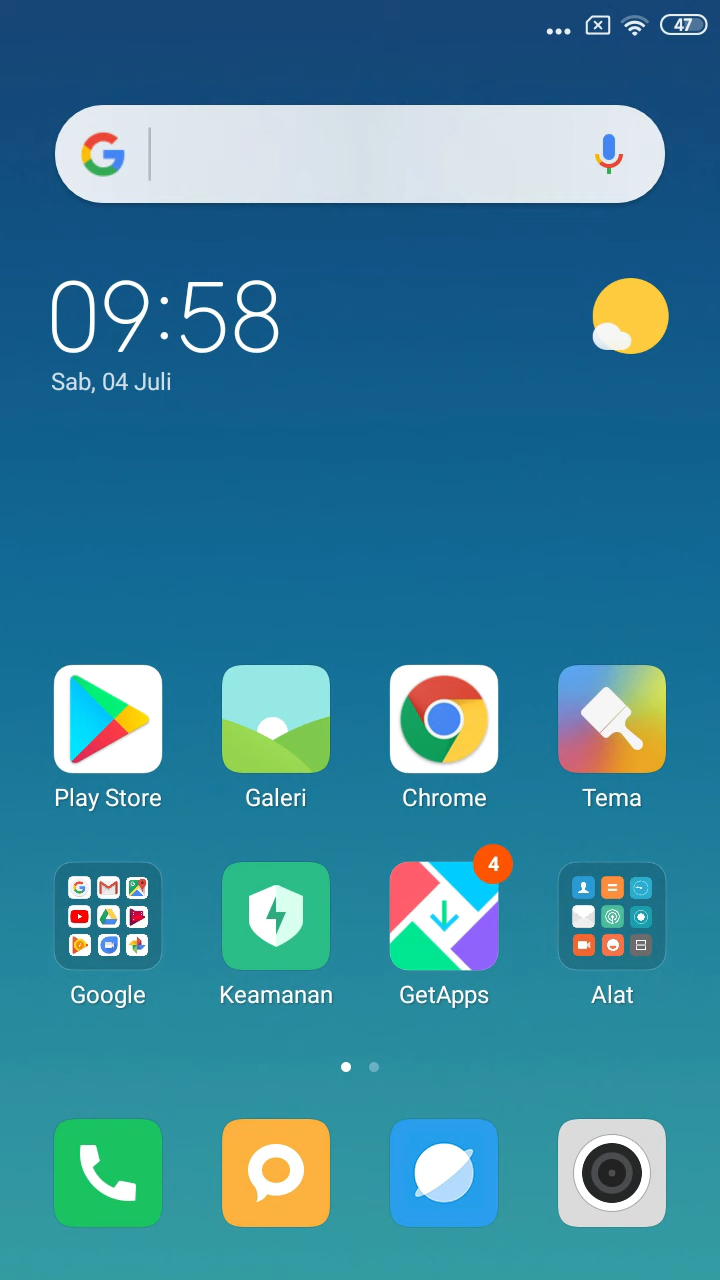 47
09:58
Sab, 04 Juli
Play Store
Galeri
Chrome
Tema
4
Google
Keamanan
GetApps
Alat